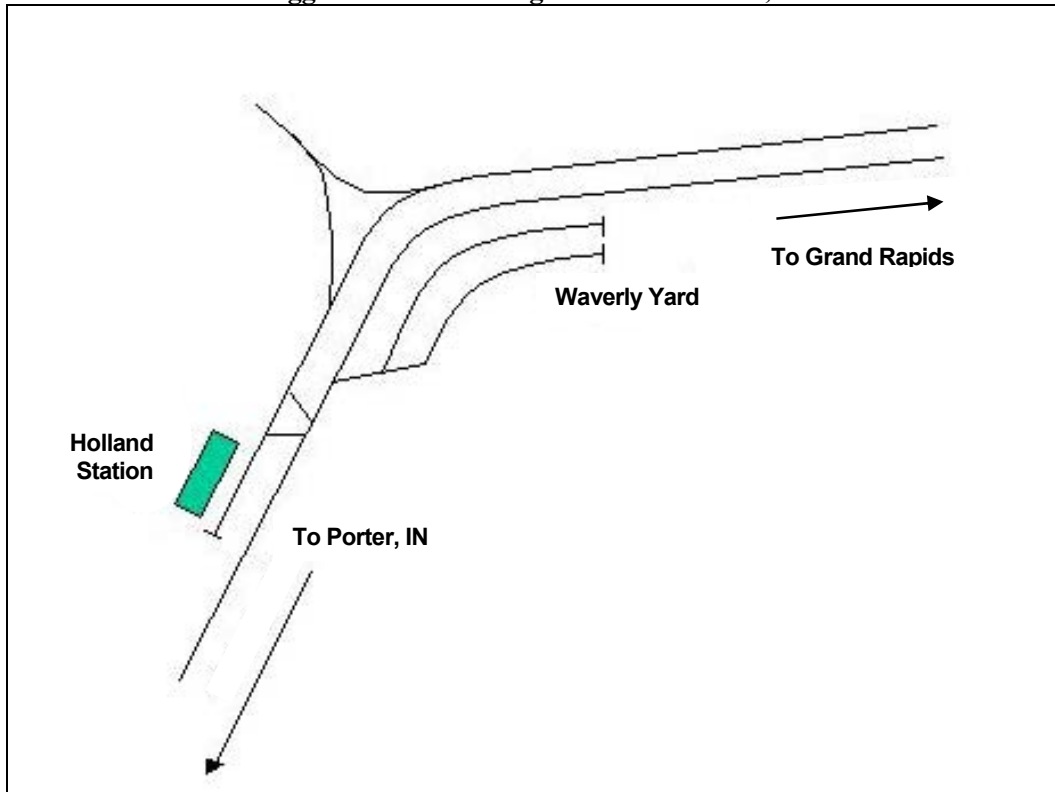 To Grand Rapids
Waverly Yard
Holland
Station
To Porter, IN